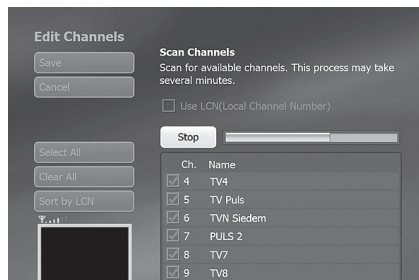 Edit Channels
Save
Cancel
Select All
Clear All
Sort by LCN
Scan Channels
Scan for available channels. This process may take
several minutes.
Use LCN(Local Channel Number)
Stop
Ch. Name
4 TV4
5 TV Puls
6 TVN Siedem
7 PULS 2
8 TV7
9 TV8